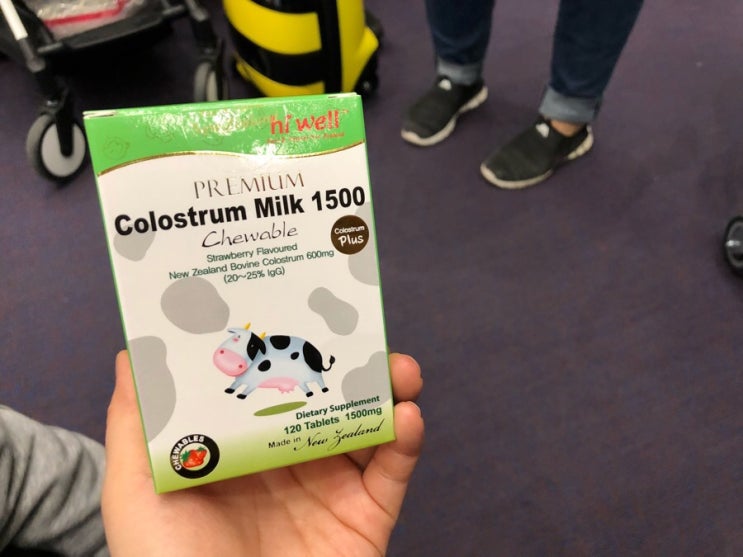 hi well
PREMIUM
Colostrum Milk 1500
Chewable
Colostrum
Plus
Strawberry Flavoured
New Zealand Bovine Colostrum 600mg
(20~25% IgG)
Dietary Supplement
120 Tablets 1500mg
Made in New Zealand
CHEWABLES